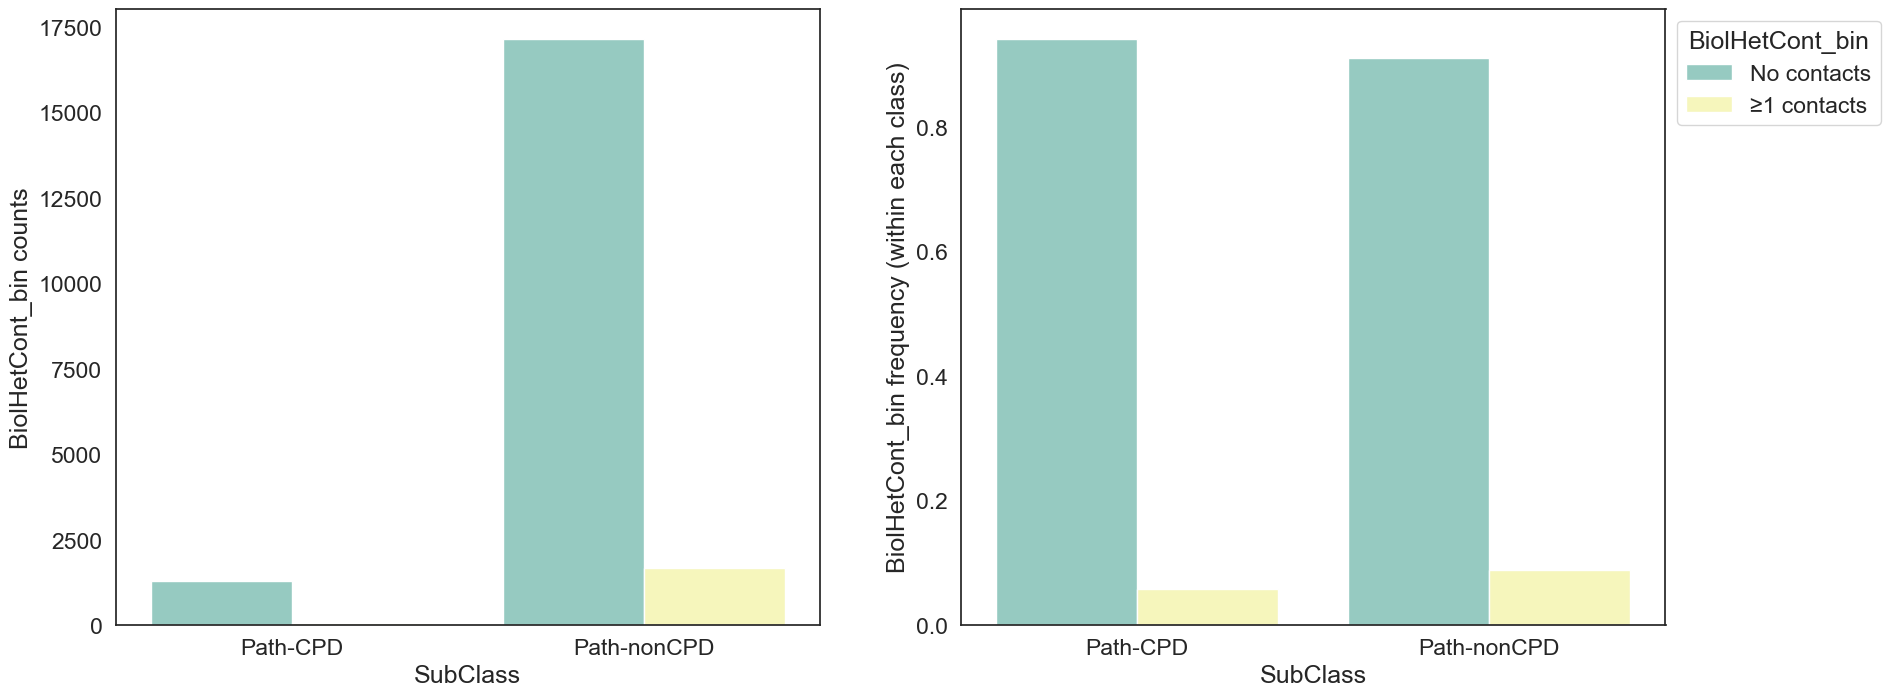 BiolHetCont_bin counts
17500
15000
12500
10000
7500
5000
2500
0
Path-CPD
Path-nonCPD
SubClass
BiolHetCont_bin frequency (within each class)
0.8
0.6
0.4
0.2
0.0
Path-CPD
Path-nonCPD
SubClass
BiolHetCont_bin
No contacts
≥1 contacts